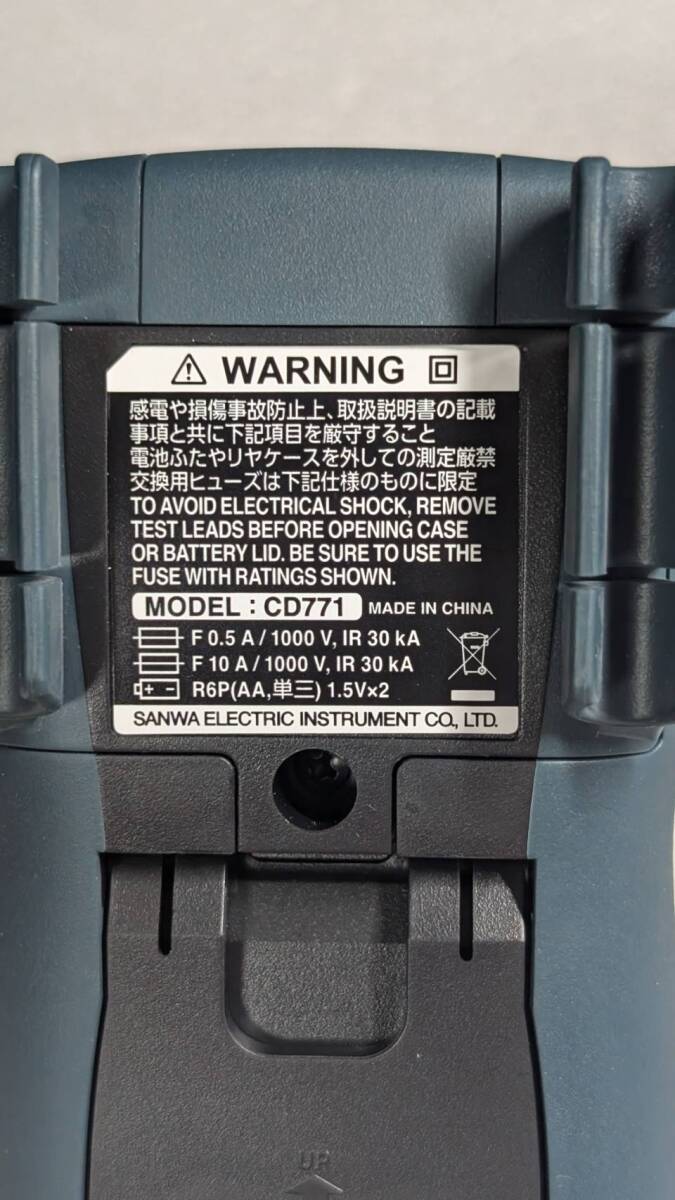 ⚠ WARNING
感電や損傷事故防止上、取扱説明書の記載
事項と共に下記項目を厳守すること
電池ふたやリヤケースを外しての測定厳禁
交換用ヒューズは下記仕様のものに限定
TO AVOID ELECTRICAL SHOCK, REMOVE
TEST LEADS BEFORE OPENING CASE
OR BATTERY LID. BE SURE TO USE THE
FUSE WITH RATINGS SHOWN.
MODEL : CD771 MADE IN CHINA
F 0.5 A / 1000 V, IR 30 kA
F 10 A / 1000 V, IR 30 kA
R6P(AA,単三) 1.5V×2
SANWA ELECTRIC INSTRUMENT CO., LTD.
UP